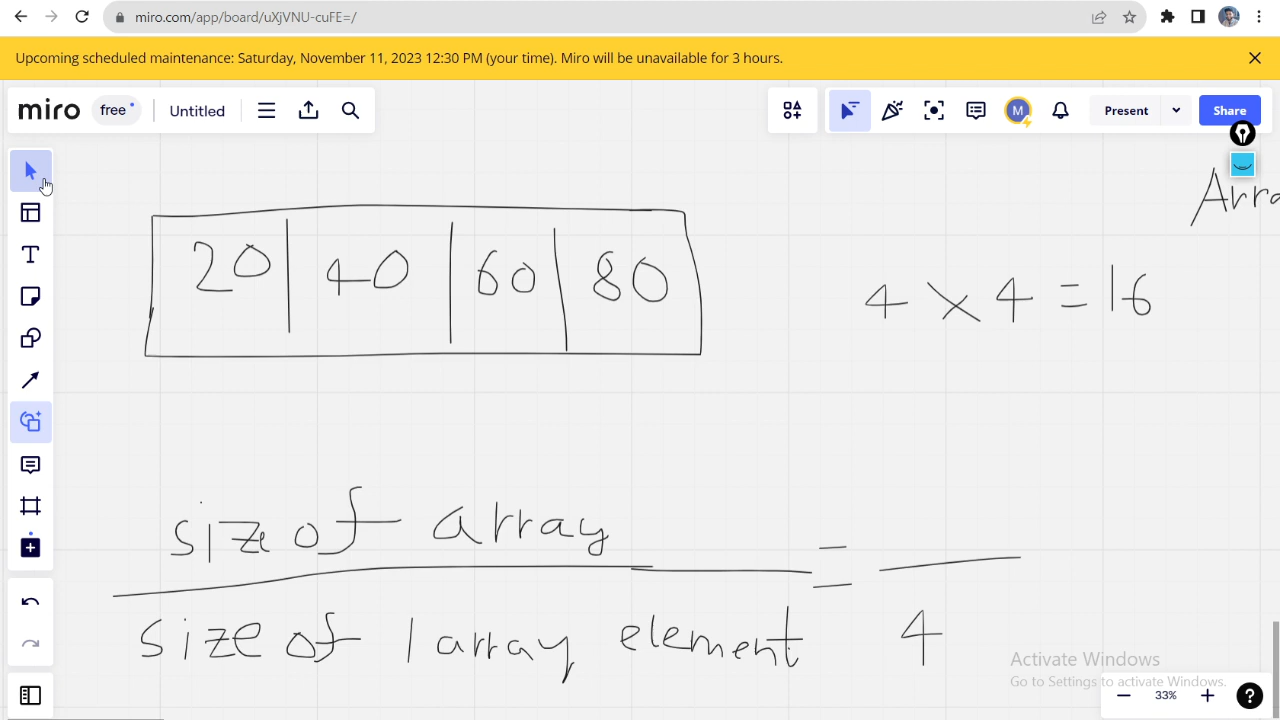 miro.com/app/board/uXjVNU-cuFE=/
Upcoming scheduled maintenance: Saturday, November 11, 2023 12:30 PM (your time). Miro will be unavailable for 3 hours.
miro free Untitled Present Share
M
Arra
20 40 60 80
4 × 4 = 16
size of array
=
size of 1 array element 4
Activate Windows
Go to Settings to activate Windows.
33%